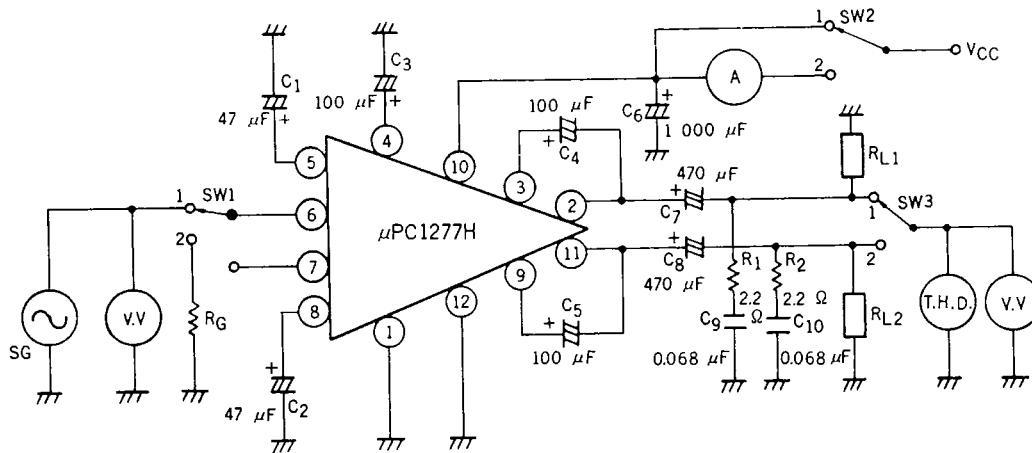 1 SW2
VCC
2
A
C1
47 µF
+
C3
100 µF
+
100 µF
+
C4
+
C6
1 000 µF
5
4
10
3
2
11
6
7
8
9
12
1
µPC1277H
1 SW1
2
SG
V.V
RG
+
47 µF
C2
C5
+
100 µF
470 µF
+
C7
+
C8
470 µF
R1
2.2 Ω
C9
0.068 µF
R2
2.2 Ω
C10
0.068 µF
RL1
RL2
1
SW3
2
T.H.D.
V.V